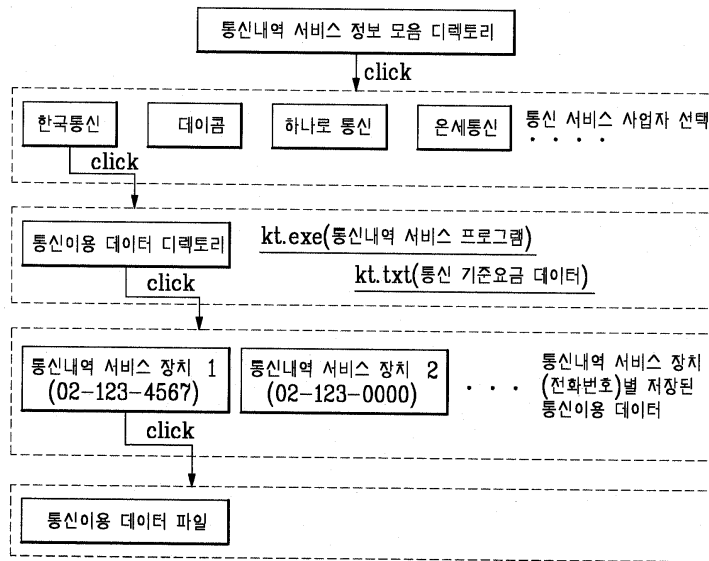 통신내역 서비스 정보 모음 디렉토리
click
한국통신
데이콤
하나로 통신
온세통신
통신 서비스 사업자 선택
. . . .
click
통신이용 데이터 디렉토리
kt.exe(통신내역 서비스 프로그램)
kt.txt(통신 기준요금 데이터)
click
통신내역 서비스 장치 1
(02-123-4567)
통신내역 서비스 장치 2
(02-123-0000)
. . .
통신내역 서비스 장치
(전화번호)별 저장된
통신이용 데이터
click
통신이용 데이터 파일